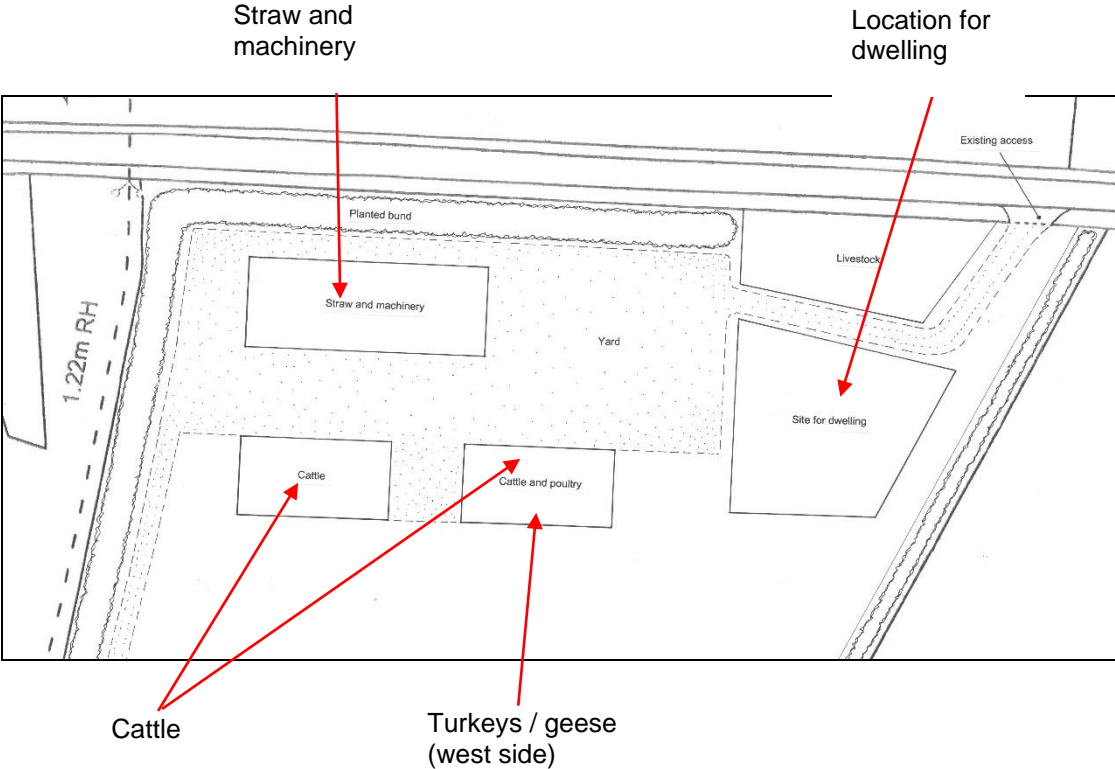 Straw and
machinery
Location for
dwelling
Existing access
Planted bund
Livestock
Straw and machinery
Yard
1.22m RH
Site for dwelling
Cattle
Cattle and poultry
Cattle
Turkeys / geese
(west side)